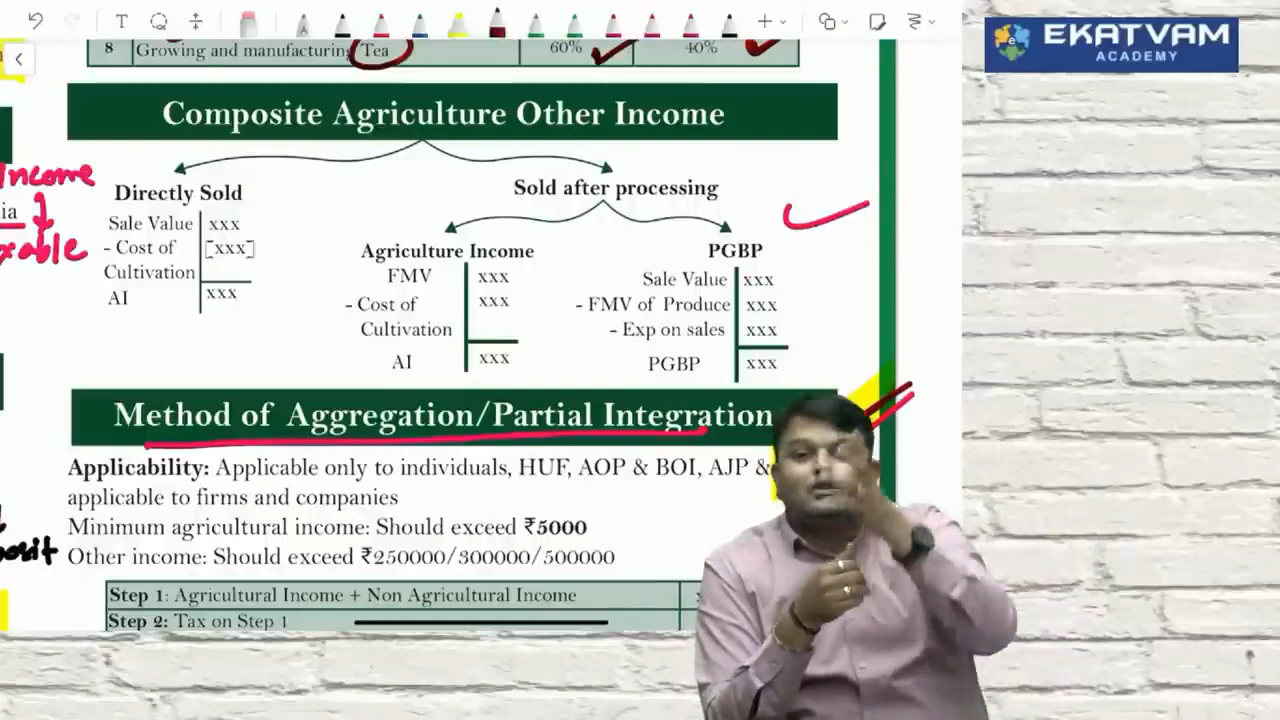 EKATVAM
ACADEMY
8 Growing and manufacturing Tea 60% 40%
Composite Agriculture Other Income
Income
ia
xable
Directly Sold
Sale Value xxx
- Cost of [xxx]
Cultivation
AI xxx
Sold after processing
Agriculture Income
FMV xxx
- Cost of xxx
Cultivation
AI xxx
PGBP
Sale Value xxx
- FMV of Produce xxx
- Exp on sales xxx
PGBP xxx
Method of Aggregation/Partial Integration
Applicability: Applicable only to individuals, HUF, AOP & BOI, AJP &
applicable to firms and companies
Minimum agricultural income: Should exceed ₹5000
Other income: Should exceed ₹250000/300000/500000
Step 1: Agricultural Income + Non Agricultural Income
Step 2: Tax on Step 1